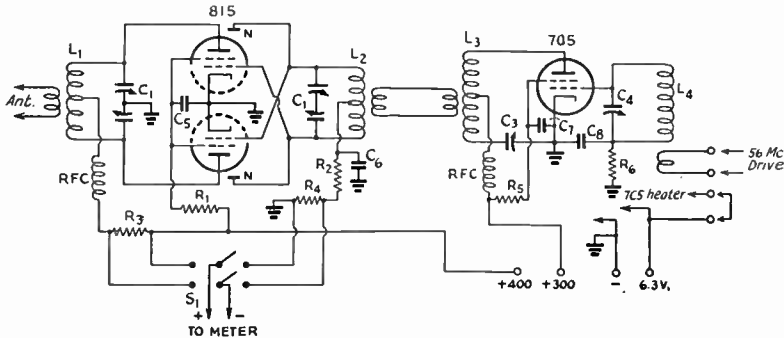 815
N
L1
C1
Ant.
C5
RFC
R3
R1
N
C1
L2
R2
C6
R4
S1
+ -
TO METER
L3
705
C3
C7
C8
C4
L4
R6
R5
RFC
56 Mc
Drive
7C5 heater
+400
+300
-
6.3V.